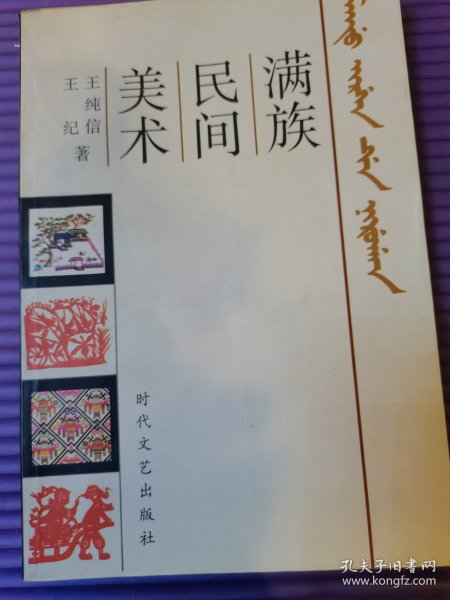 满族
民间
美术
王纯信
王纪 著
时代文艺出版社
孔夫子旧书网
www.kongfz.com